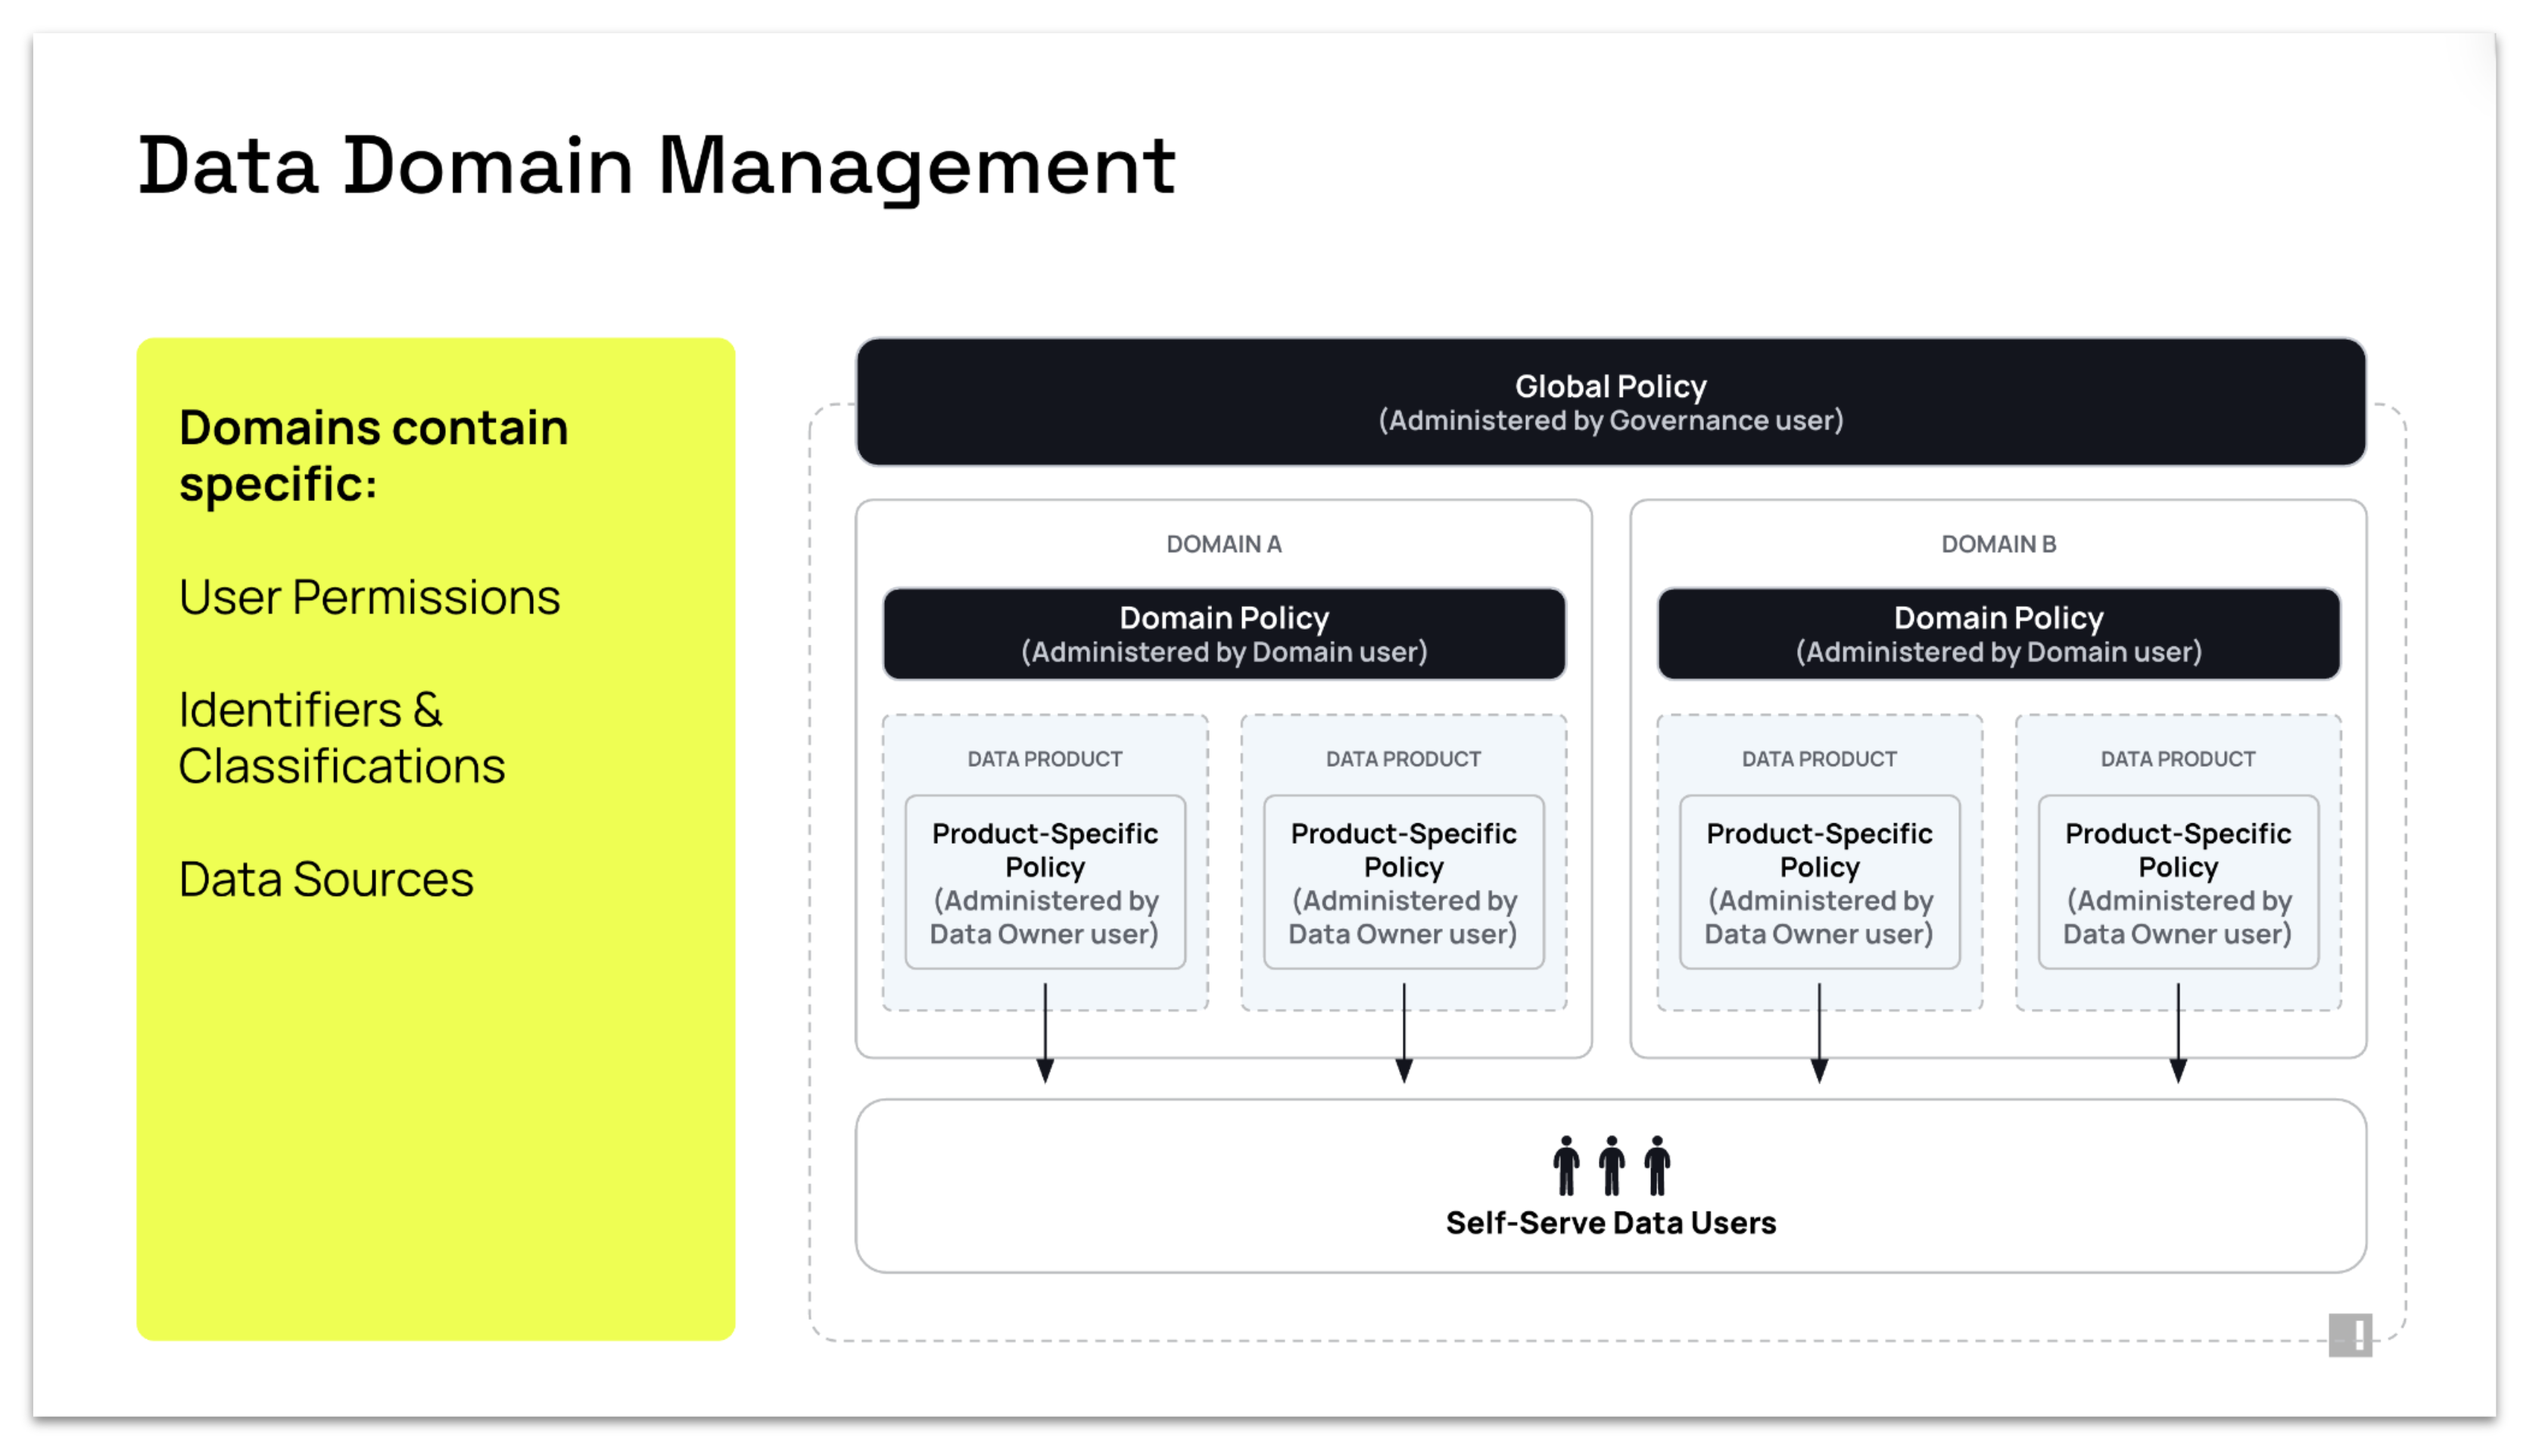 Data Domain Management
Domains contain
specific:
User Permissions
Identifiers &
Classifications
Data Sources
Global Policy
(Administered by Governance user)
DOMAIN A
Domain Policy
(Administered by Domain user)
DATA PRODUCT
Product-Specific
Policy
(Administered by
Data Owner user)
DATA PRODUCT
Product-Specific
Policy
(Administered by
Data Owner user)
DOMAIN B
Domain Policy
(Administered by Domain user)
DATA PRODUCT
Product-Specific
Policy
(Administered by
Data Owner user)
DATA PRODUCT
Product-Specific
Policy
(Administered by
Data Owner user)
Self-Serve Data Users